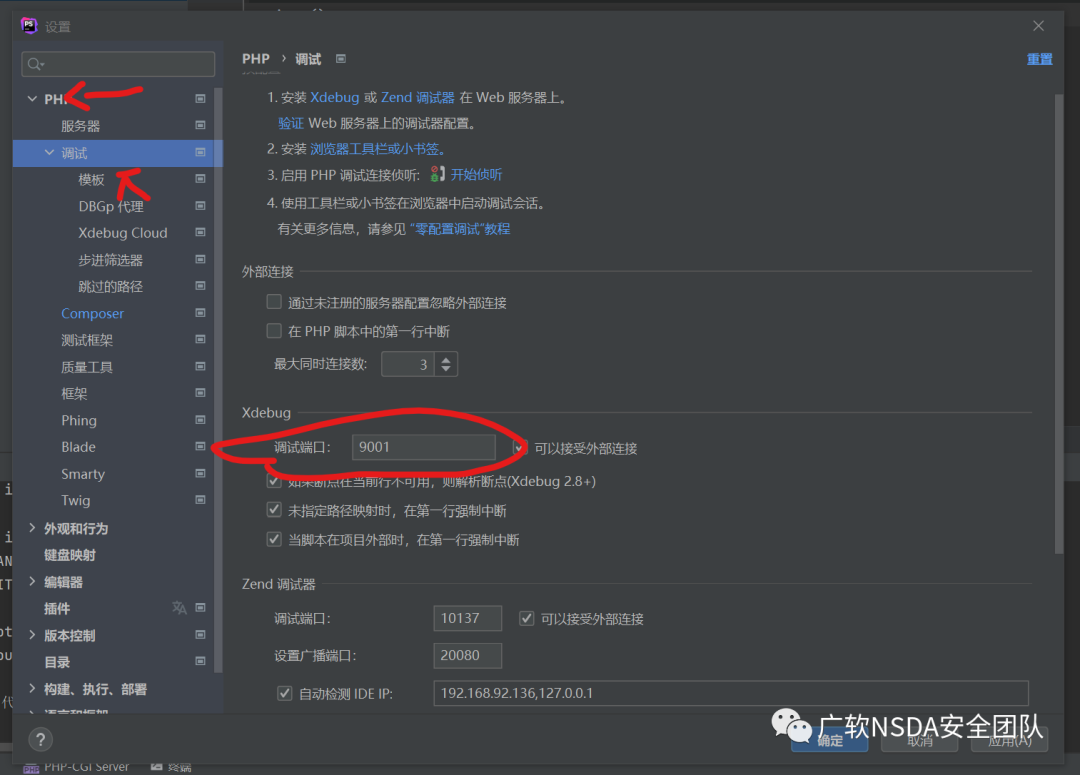 PS 设置
PHP › 调试
重置
PH
服务器
调试
模板
DBGp 代理
Xdebug Cloud
步进筛选器
跳过的路径
Composer
测试框架
质量工具
框架
Phing
Blade
Smarty
Twig
外观和行为
键盘映射
编辑器
插件
版本控制
目录
构建、执行、部署
语言和框架
1. 安装 Xdebug 或 Zend 调试器 在 Web 服务器上。
验证 Web 服务器上的调试器配置。
2. 安装 浏览器工具栏或小书签。
3. 启用 PHP 调试连接侦听: 开始侦听
4. 使用工具栏或小书签在浏览器中启动调试会话。
有关更多信息，请参见 "零配置调试"教程
外部连接
通过未注册的服务器配置忽略外部连接
在 PHP 脚本中的第一行中断
最大同时连接数: 3
Xdebug
调试端口: 9001 可以接受外部连接
如果断点在当前行不可用，则解析断点(Xdebug 2.8+)
未指定路径映射时，在第一行强制中断
当脚本在项目外部时，在第一行强制中断
Zend 调试器
调试端口: 10137 可以接受外部连接
设置广播端口: 20080
自动检测 IDE IP: 192.168.92.136,127.0.0.1
广软NSDA安全团队
? 确定 取消 应用(A)
PHP-CGI Server 终端